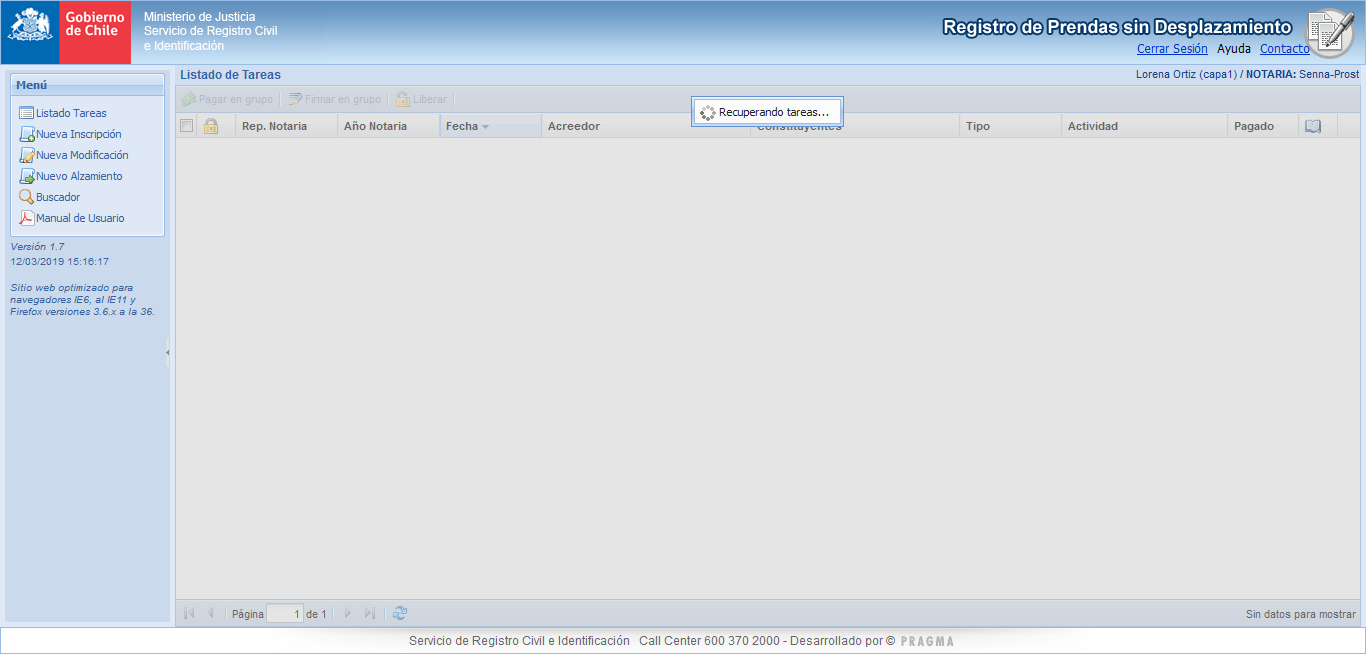 Gobierno
de Chile
Ministerio de Justicia
Servicio de Registro Civil
e Identificación
Registro de Prendas sin Desplazamiento
Cerrar Sesión Ayuda Contacto
Menú
Listado Tareas
Nueva Inscripción
Nueva Modificación
Nuevo Alzamiento
Buscador
Manual de Usuario
Versión 1.7
12/03/2019 15:16:17
Sitio web optimizado para
navegadores IE6, al IE11 y
Firefox versiones 3.6.x a la 36.
Listado de Tareas
Lorena Ortiz (capa1) / NOTARIA: Senna-Prost
Pagar en grupo Firmar en grupo Liberar
Recuperando tareas...
Rep. Notaria Año Notaria Fecha Acreedor Constituyentes Tipo Actividad Pagado
Página 1 de 1 Sin datos para mostrar
Servicio de Registro Civil e Identificación Call Center 600 370 2000 - Desarrollado por © PRAGMA